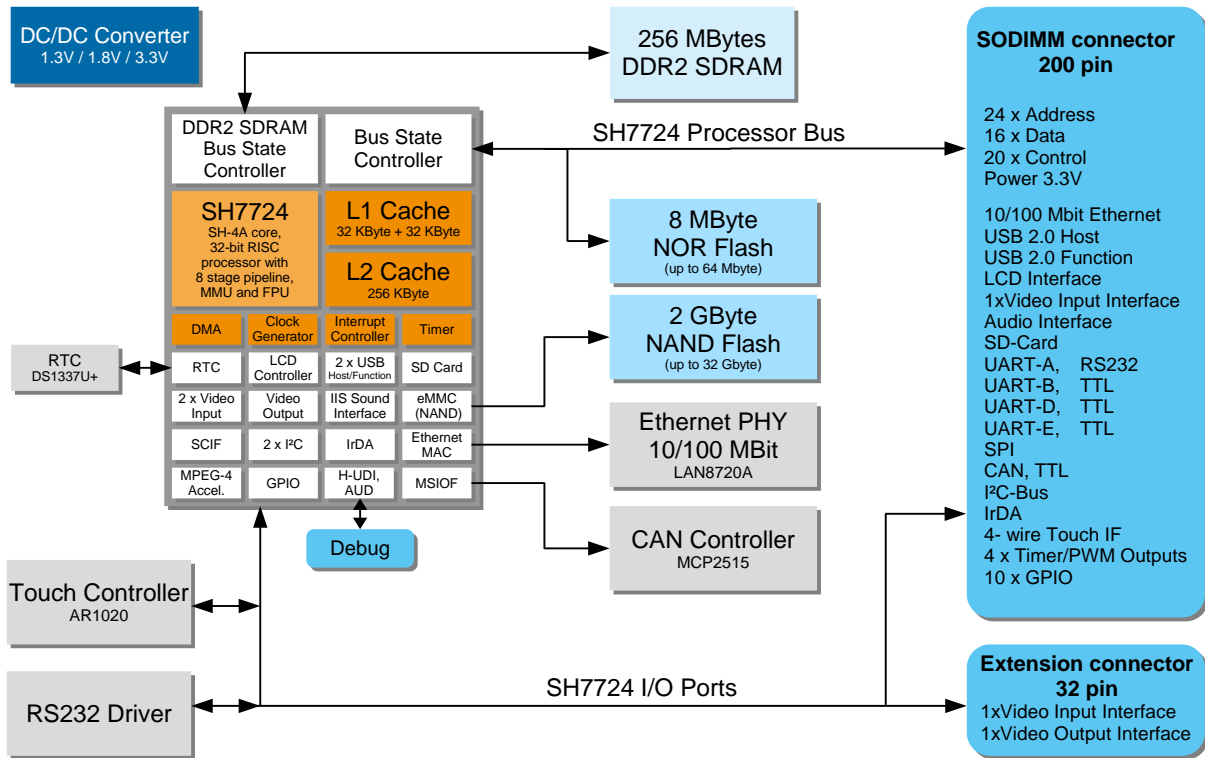 DC/DC Converter
1.3V / 1.8V / 3.3V
256 MBytes
DDR2 SDRAM
SODIMM connector
200 pin
24 x Address
16 x Data
20 x Control
Power 3.3V
10/100 Mbit Ethernet
USB 2.0 Host
USB 2.0 Function
LCD Interface
1xVideo Input Interface
Audio Interface
SD-Card
UART-A, RS232
UART-B, TTL
UART-D, TTL
UART-E, TTL
SPI
CAN, TTL
I²C-Bus
IrDA
4- wire Touch IF
4 x Timer/PWM Outputs
10 x GPIO
DDR2 SDRAM
Bus State
Controller
Bus State
Controller
SH7724 Processor Bus
SH7724
SH-4A core,
32-bit RISC
processor with
8 stage pipeline,
MMU and FPU
L1 Cache
32 KByte + 32 KByte
L2 Cache
256 KByte
8 MByte
NOR Flash
(up to 64 Mbyte)
DMA
Clock
Generator
Interrupt
Controller
Timer
2 GByte
NAND Flash
(up to 32 Gbyte)
RTC
DS1337U+
RTC
LCD
Controller
2 x USB
Host/Function
SD Card
2 x Video
Input
Video
Output
IIS Sound
Interface
eMMC
(NAND)
SCIF
2 x I²C
IrDA
Ethernet
MAC
Ethernet PHY
10/100 MBit
LAN8720A
MPEG-4
Accel.
GPIO
H-UDI,
AUD
MSIOF
Debug
CAN Controller
MCP2515
Touch Controller
AR1020
RS232 Driver
SH7724 I/O Ports
Extension connector
32 pin
1xVideo Input Interface
1xVideo Output Interface